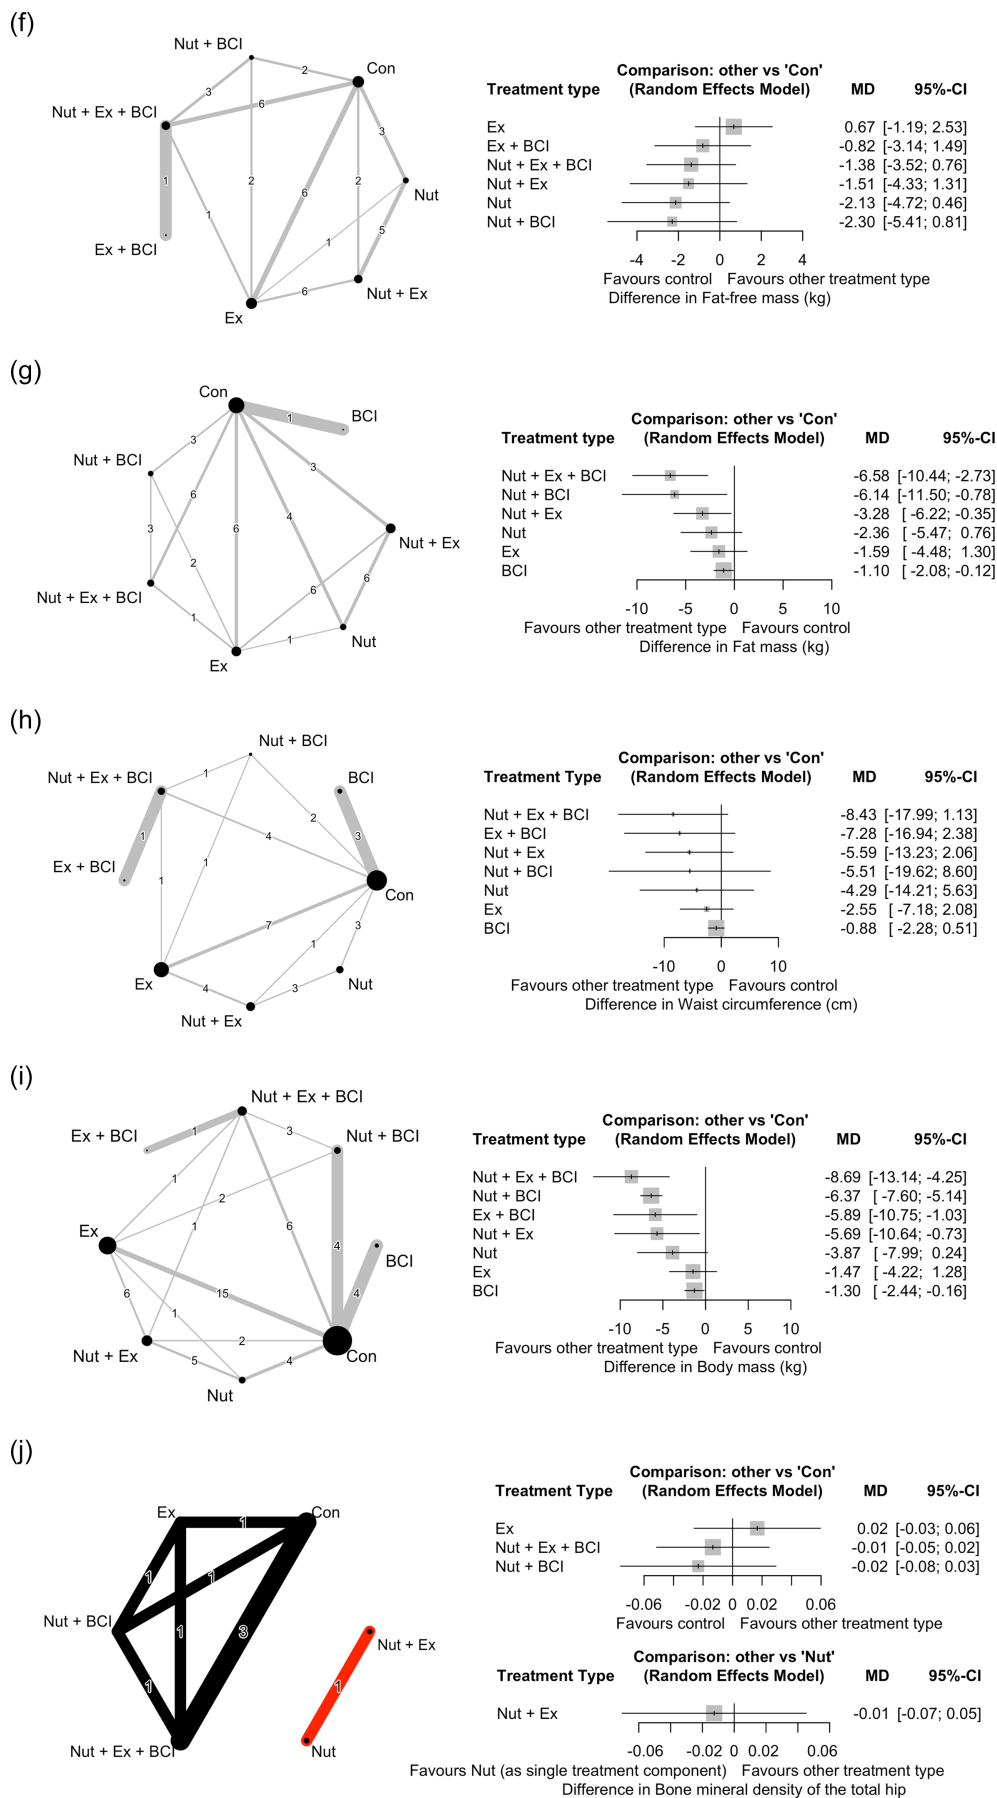 (f)
Nut + BCI
Con
Nut + Ex + BCI
Nut
Ex + BCI
Nut + Ex
Ex
2
3
6
3
1
2
6
2
5
1
1
6
Comparison: other vs 'Con'
Treatment type (Random Effects Model) MD 95%-CI
Ex 0.67 [-1.19; 2.53]
Ex + BCI -0.82 [-3.14; 1.49]
Nut + Ex + BCI -1.38 [-3.52; 0.76]
Nut + Ex -1.51 [-4.33; 1.31]
Nut -2.13 [-4.72; 0.46]
Nut + BCI -2.30 [-5.41; 0.81]
-4 -2 0 2 4
Favours control Favours other treatment type
Difference in Fat-free mass (kg)
(g)
Con
BCI
Nut + BCI
Nut + Ex
Nut + Ex + BCI
Nut
Ex
1
3
3
6
4
3
6
2
6
6
1
1
Comparison: other vs 'Con'
Treatment type (Random Effects Model) MD 95%-CI
Nut + Ex + BCI -6.58 [-10.44; -2.73]
Nut + BCI -6.14 [-11.50; -0.78]
Nut + Ex -3.28 [ -6.22; -0.35]
Nut -2.36 [ -5.47; 0.76]
Ex -1.59 [ -4.48; 1.30]
BCI -1.10 [ -2.08; -0.12]
-10 -5 0 5 10
Favours other treatment type Favours control
Difference in Fat mass (kg)
(h)
Nut + BCI
Nut + Ex + BCI
BCI
Ex + BCI
Con
Ex
Nut
Nut + Ex
1
2
1
4
3
1
1
7
3
1
4
3
Comparison: other vs 'Con'
Treatment Type (Random Effects Model) MD 95%-CI
Nut + Ex + BCI -8.43 [-17.99; 1.13]
Ex + BCI -7.28 [-16.94; 2.38]
Nut + Ex -5.59 [-13.23; 2.06]
Nut + BCI -5.51 [-19.62; 8.60]
Nut -4.29 [-14.21; 5.63]
Ex -2.55 [ -7.18; 2.08]
BCI -0.88 [ -2.28; 0.51]
-10 0 10
Favours other treatment type Favours control
Difference in Waist circumference (cm)
(i)
Nut + Ex + BCI
Ex + BCI
Nut + BCI
Ex
BCI
Nut + Ex
Con
Nut
1
3
1
2
1
6
4
4
6
15
1
2
5
4
Comparison: other vs 'Con'
Treatment type (Random Effects Model) MD 95%-CI
Nut + Ex + BCI -8.69 [-13.14; -4.25]
Nut + BCI -6.37 [ -7.60; -5.14]
Ex + BCI -5.89 [-10.75; -1.03]
Nut + Ex -5.69 [-10.64; -0.73]
Nut -3.87 [ -7.99; 0.24]
Ex -1.47 [ -4.22; 1.28]
BCI -1.30 [ -2.44; -0.16]
-10 -5 0 5 10
Favours other treatment type Favours control
Difference in Body mass (kg)
(j)
Ex
Con
Nut + BCI
Nut + Ex
Nut + Ex + BCI
Nut
1
1
1
1
3
1
1
Comparison: other vs 'Con'
Treatment Type (Random Effects Model) MD 95%-CI
Ex 0.02 [-0.03; 0.06]
Nut + Ex + BCI -0.01 [-0.05; 0.02]
Nut + BCI -0.02 [-0.08; 0.03]
-0.06 -0.02 0 0.02 0.06
Favours control Favours other treatment type
Comparison: other vs 'Nut'
Treatment Type (Random Effects Model) MD 95%-CI
Nut + Ex -0.01 [-0.07; 0.05]
-0.06 -0.02 0 0.02 0.06
Favours Nut (as single treatment component) Favours other treatment type
Difference in Bone mineral density of the total hip